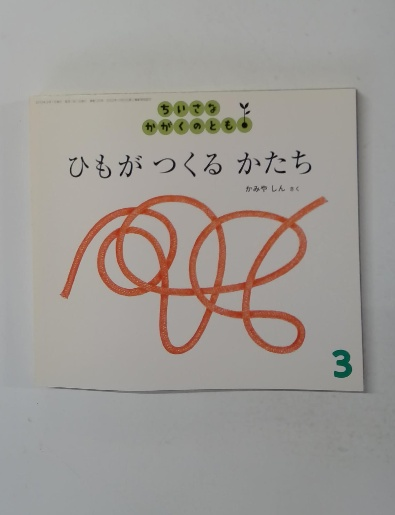 ちいさな
かがくのとも
ひもが つくる かたち
かみや しん さく
3